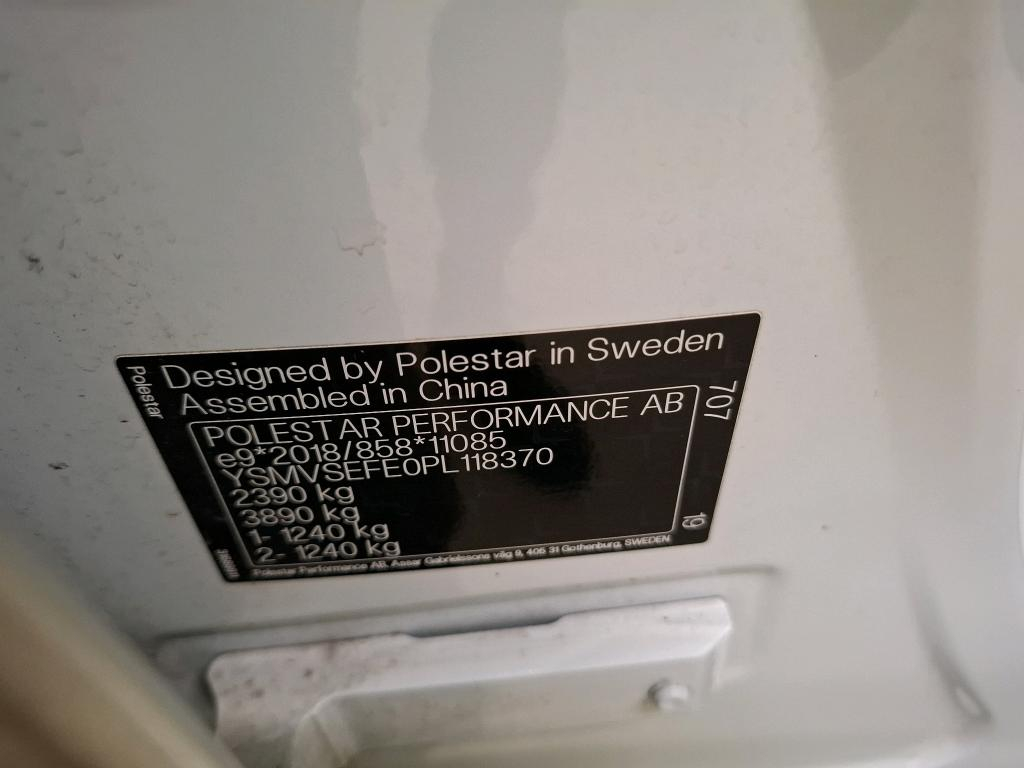 Polestar
Designed by Polestar in Sweden
Assembled in China
707
POLESTAR PERFORMANCE AB
e9*2018/858*11085
YSMVSEFE0PL118370
2390 kg
3890 kg
1- 1240 kg
2- 1240 kg
19
Polestar Performance AB, Assar Gabrielssons väg 9, 405 31 Gothenburg, SWEDEN